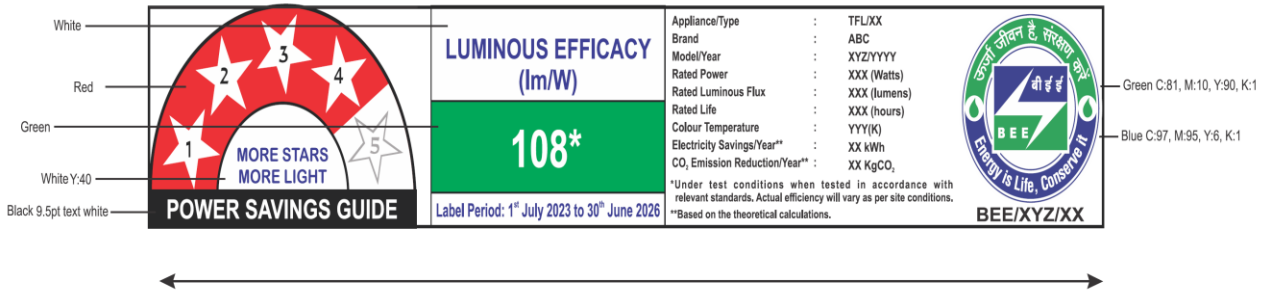 White
Red
Green
White Y:40
Black 9.5pt text white
1
2
3
4
5
MORE STARS
MORE LIGHT
POWER SAVINGS GUIDE
LUMINOUS EFFICACY
(lm/W)
108*
Label Period: 1st July 2023 to 30th June 2026
Appliance/Type : TFL/XX
Brand : ABC
Model/Year : XYZ/YYYY
Rated Power : XXX (Watts)
Rated Luminous Flux : XXX (lumens)
Rated Life : XXX (hours)
Colour Temperature : YYY(K)
Electricity Savings/Year** : XX kWh
CO2 Emission Reduction/Year** : XX KgCO2
*Under test conditions when tested in accordance with
relevant standards. Actual efficiency will vary as per site conditions.
**Based on the theoretical calculations.
ऊर्जा जीवन है, संरक्षण करें
बी ई ई
BEE
Energy is Life, Conserve it
BEE/XYZ/XX
Green C:81, M:10, Y:90, K:1
Blue C:97, M:95, Y:6, K:1